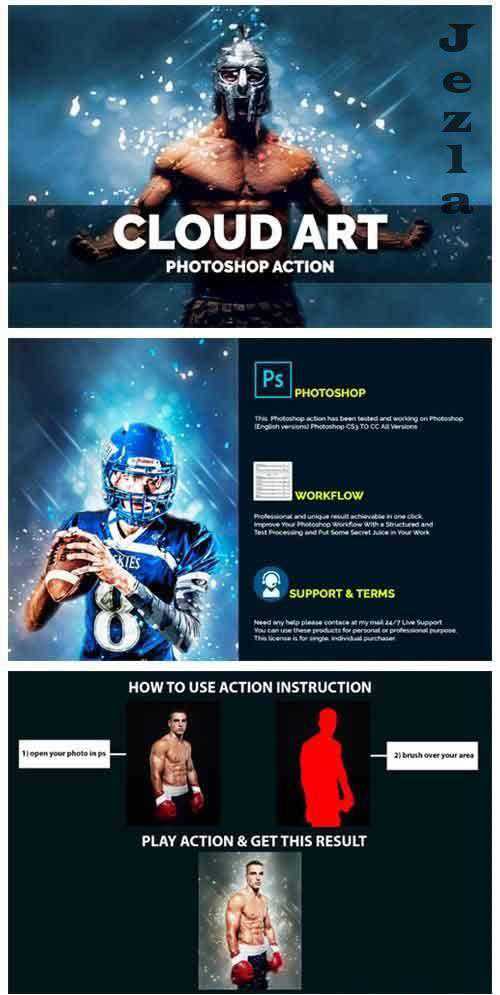 Jezla
CLOUD ART
PHOTOSHOP ACTION
Ps
PHOTOSHOP
This Photoshop action has been tested and working on Photoshop
(English versions) Photoshop CS3 TO CC All Versions
WORKFLOW
Professional and unique result achievable in one click.
Improve Your Photoshop Workflow With a Structured and
Test Processing and Put Some Secret Juice in Your Work
SUPPORT & TERMS
Need any help please contace at my mail 24/7 Live Support
You can use these products for personal or professional purpose.
This license is for single, individual purchaser.
KIES
8
HOW TO USE ACTION INSTRUCTION
1) open your photo in ps
2) brush over your area
PLAY ACTION & GET THIS RESULT